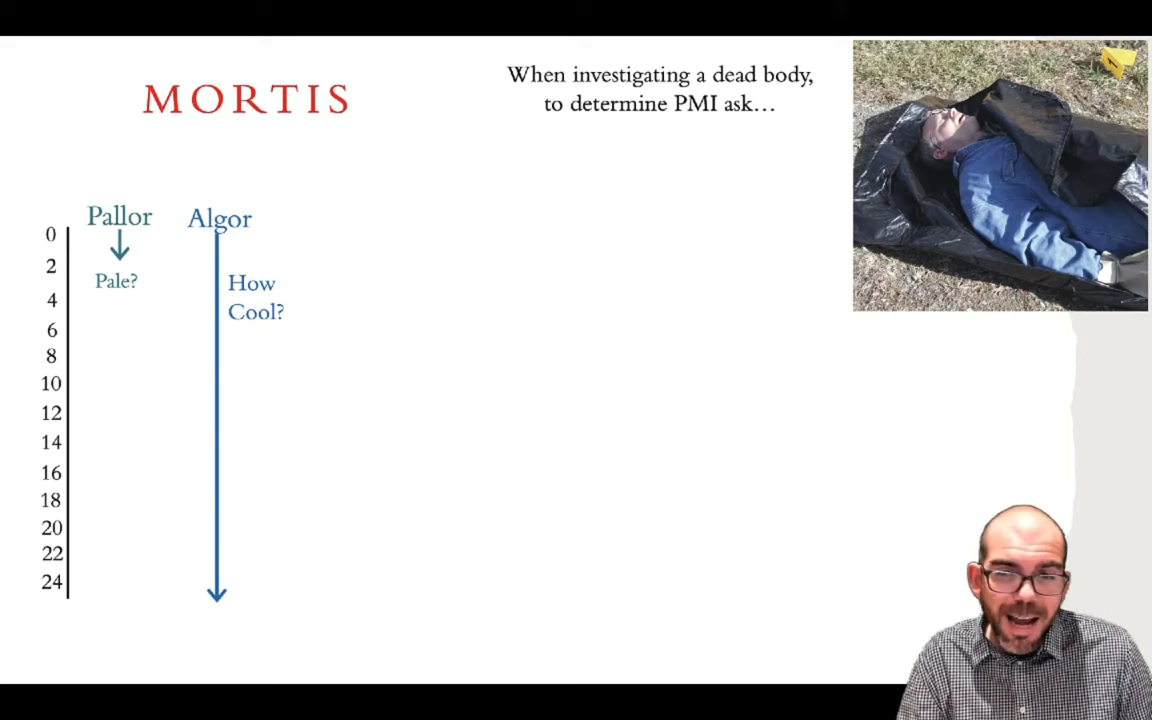 MORTIS
When investigating a dead body,
to determine PMI ask...
Pallor
Algor
Pale?
How
Cool?
0
2
4
6
8
10
12
14
16
18
20
22
24